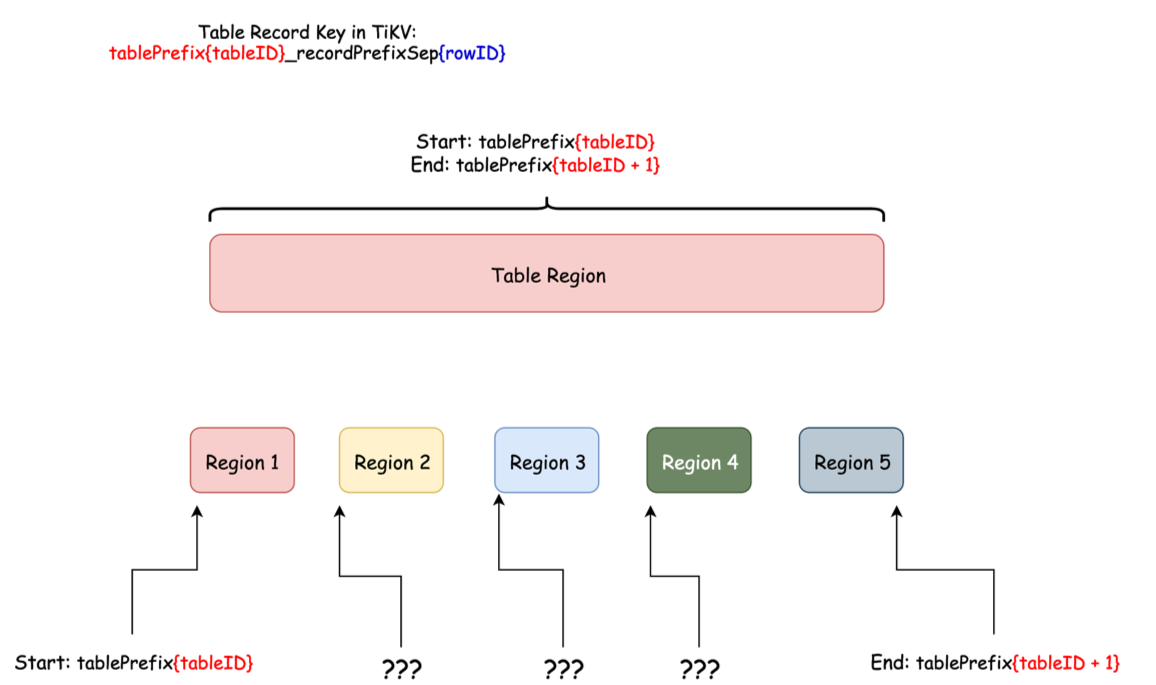 Table Record Key in TiKV:
tablePrefix{tableID}_recordPrefixSep{rowID}
Start: tablePrefix{tableID}
End: tablePrefix{tableID + 1}
Table Region
Region 1
Region 2
Region 3
Region 4
Region 5
Start: tablePrefix{tableID}
???
???
???
End: tablePrefix{tableID + 1}